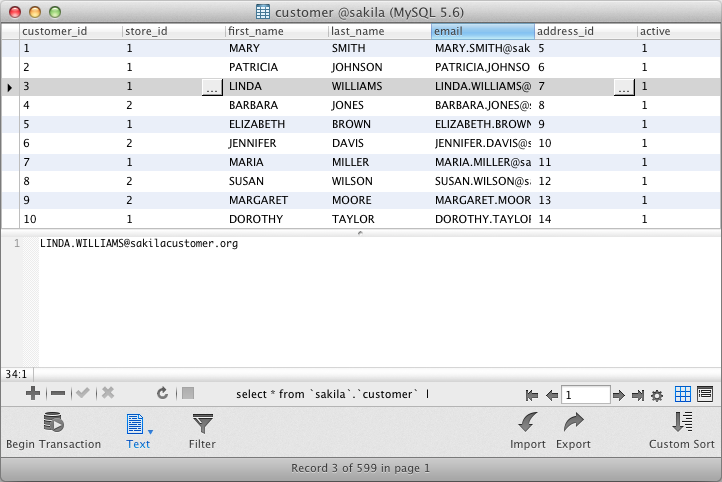 customer @sakila (MySQL 5.6)
customer_id store_id first_name last_name email address_id active
1 1 MARY SMITH MARY.SMITH@sak 5 1
2 1 PATRICIA JOHNSON PATRICIA.JOHNSO 6 1
3 1 ... LINDA WILLIAMS LINDA.WILLIAMS@ 7 ... 1
4 2 BARBARA JONES BARBARA.JONES@s 8 1
5 1 ELIZABETH BROWN ELIZABETH.BROWN 9 1
6 2 JENNIFER DAVIS JENNIFER.DAVIS@s 10 1
7 1 MARIA MILLER MARIA.MILLER@sa 11 1
8 2 SUSAN WILSON SUSAN.WILSON@sa 12 1
9 2 MARGARET MOORE MARGARET.MOOR 13 1
10 1 DOROTHY TAYLOR DOROTHY.TAYLOR 14 1
1 LINDA.WILLIAMS@sakilacustomer.org
34:1
select * from `sakila`.`customer` l
1
Begin Transaction Text Filter Import Export Custom Sort
Record 3 of 599 in page 1